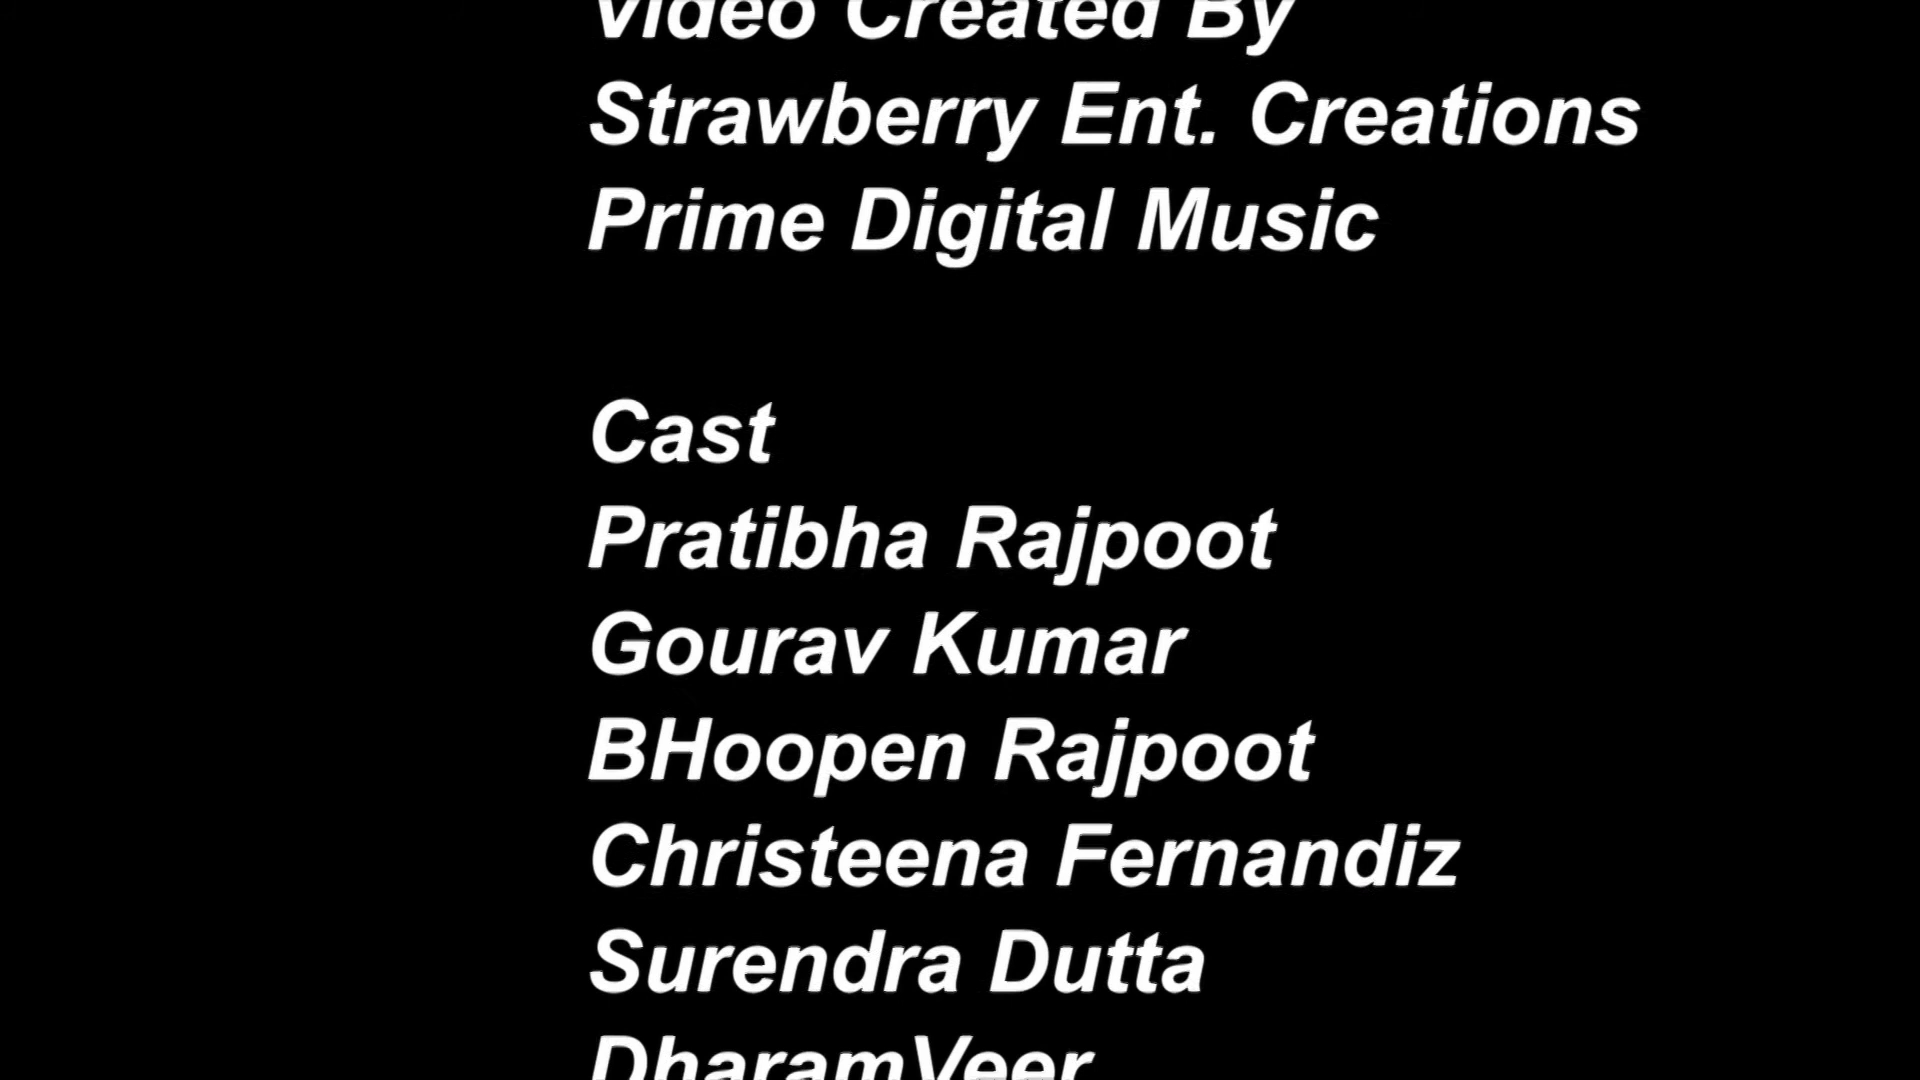 Video Created By
Strawberry Ent. Creations
Prime Digital Music
Cast
Pratibha Rajpoot
Gourav Kumar
BHoopen Rajpoot
Christeena Fernandiz
Surendra Dutta
DharamVeer